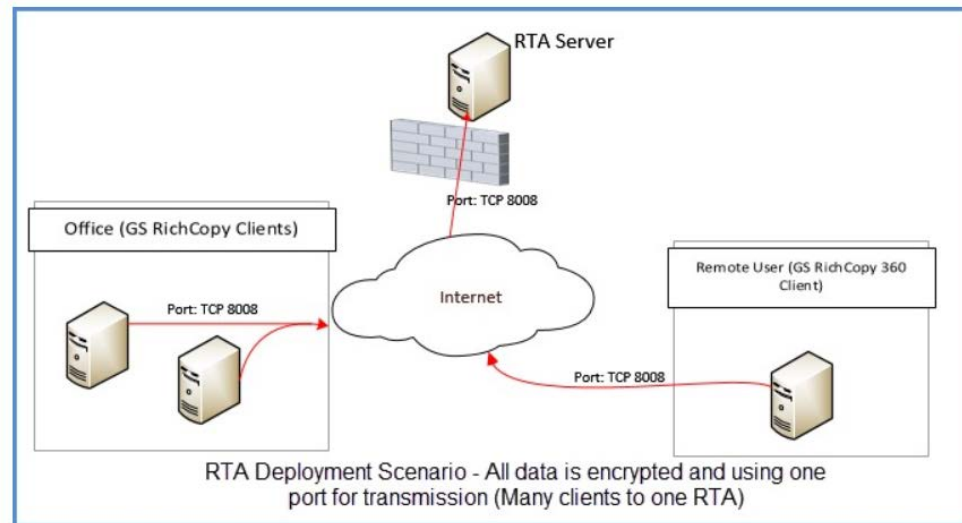 RTA Server
Port: TCP 8008
Office (GS RichCopy Clients)
Port: TCP 8008
Internet
Remote User (GS RichCopy 360
Client)
Port: TCP 8008
RTA Deployment Scenario - All data is encrypted and using one
port for transmission (Many clients to one RTA)